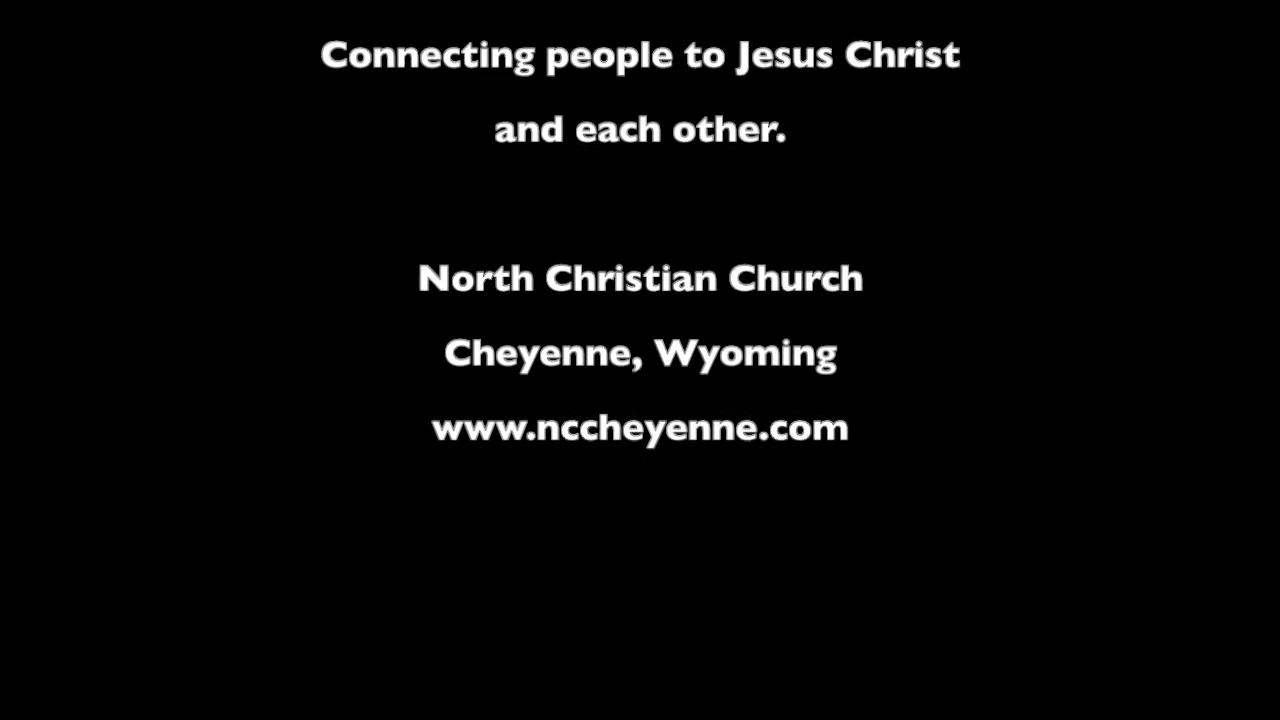 Connecting people to Jesus Christ
and each other.
North Christian Church
Cheyenne, Wyoming
www.nccheyenne.com